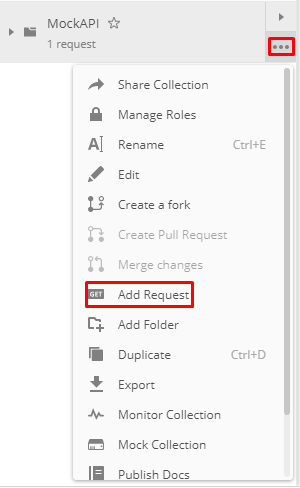 MockAPI
1 request
Share Collection
Manage Roles
Rename Ctrl+E
Edit
Create a fork
Create Pull Request
Merge changes
GET Add Request
Add Folder
Duplicate Ctrl+D
Export
Monitor Collection
Mock Collection
Publish Docs